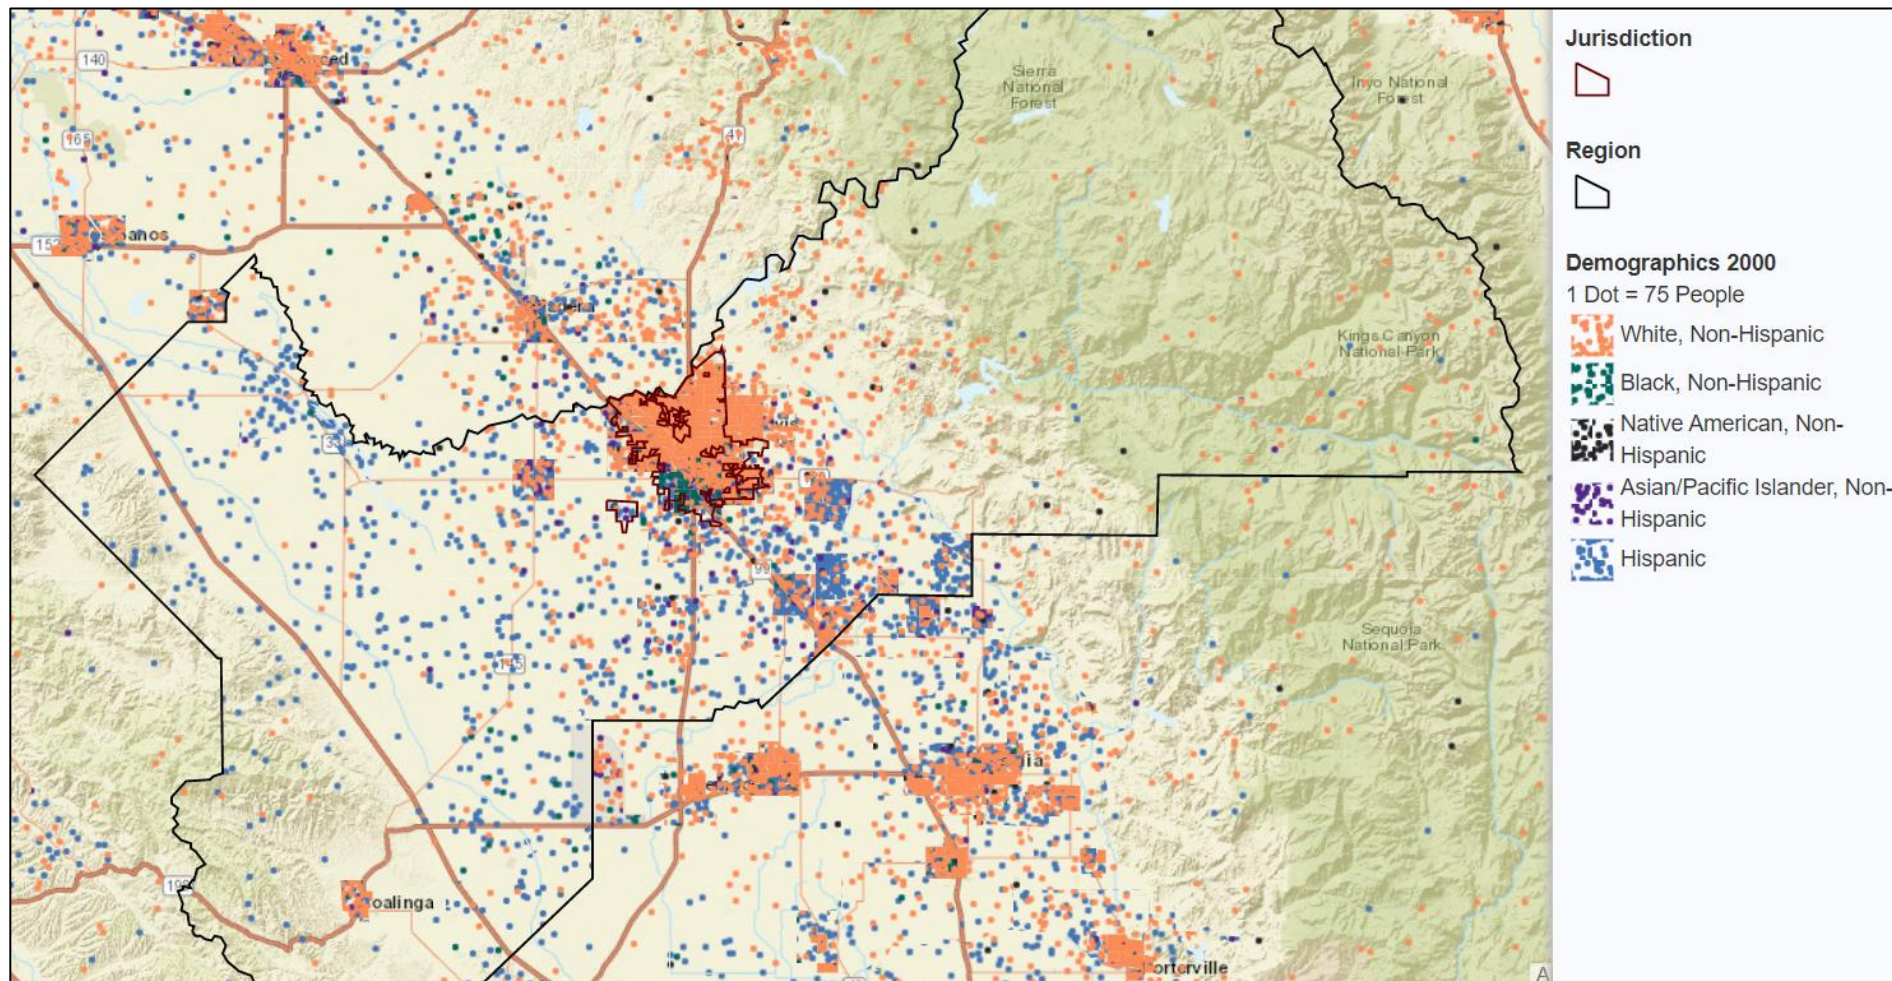 Jurisdiction
Region
Demographics 2000
1 Dot = 75 People
White, Non-Hispanic
Black, Non-Hispanic
Native American, Non-
Hispanic
Asian/Pacific Islander, Non-
Hispanic
Hispanic
140
165
41
Sierra
National
Forest
Inyo National
Forest
Kings Canyon
National Park
33
99
145
Sequoia
National Park
198
oalinga
orterville
A